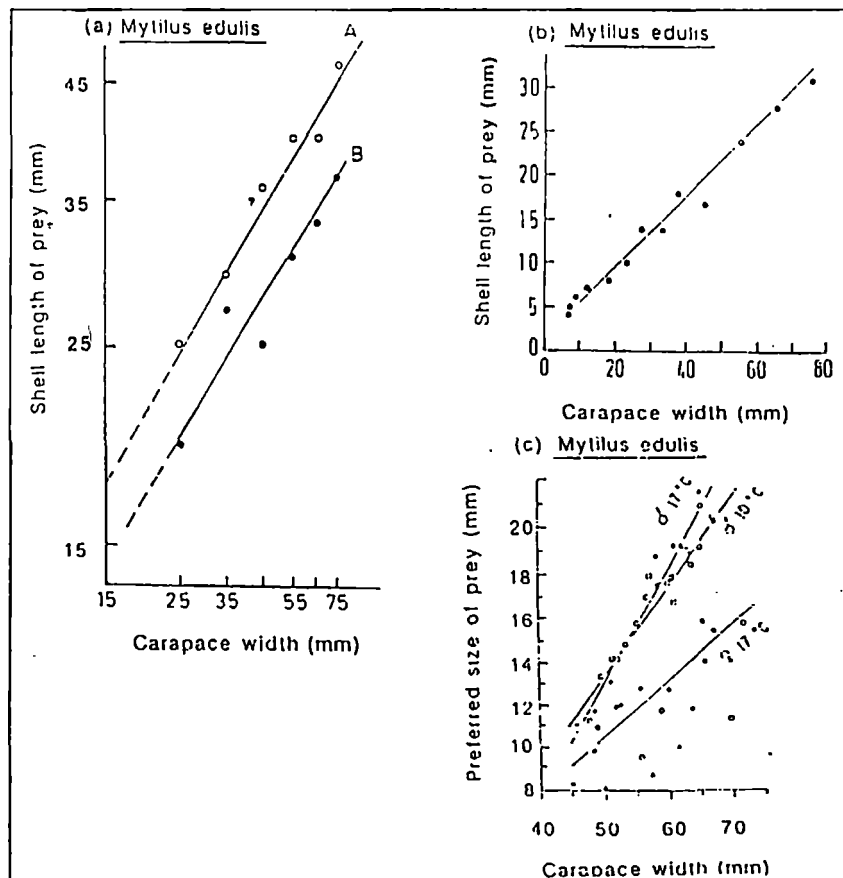 (a) Mytilus edulis
A
B
45
35
25
15
Shell length of prey (mm)
15 25 35 55 75
Carapace width (mm)
(b) Mytilus edulis
30
25
20
15
10
5
0
Shell length of prey (mm)
0 20 40 60 80
Carapace width (mm)
(c) Mytilus edulis
♂ 17°C
♂ 10°C
17°C
20
18
16
14
12
10
8
Preferred size of prey (mm)
40 50 60 70
Carapace width (mm)